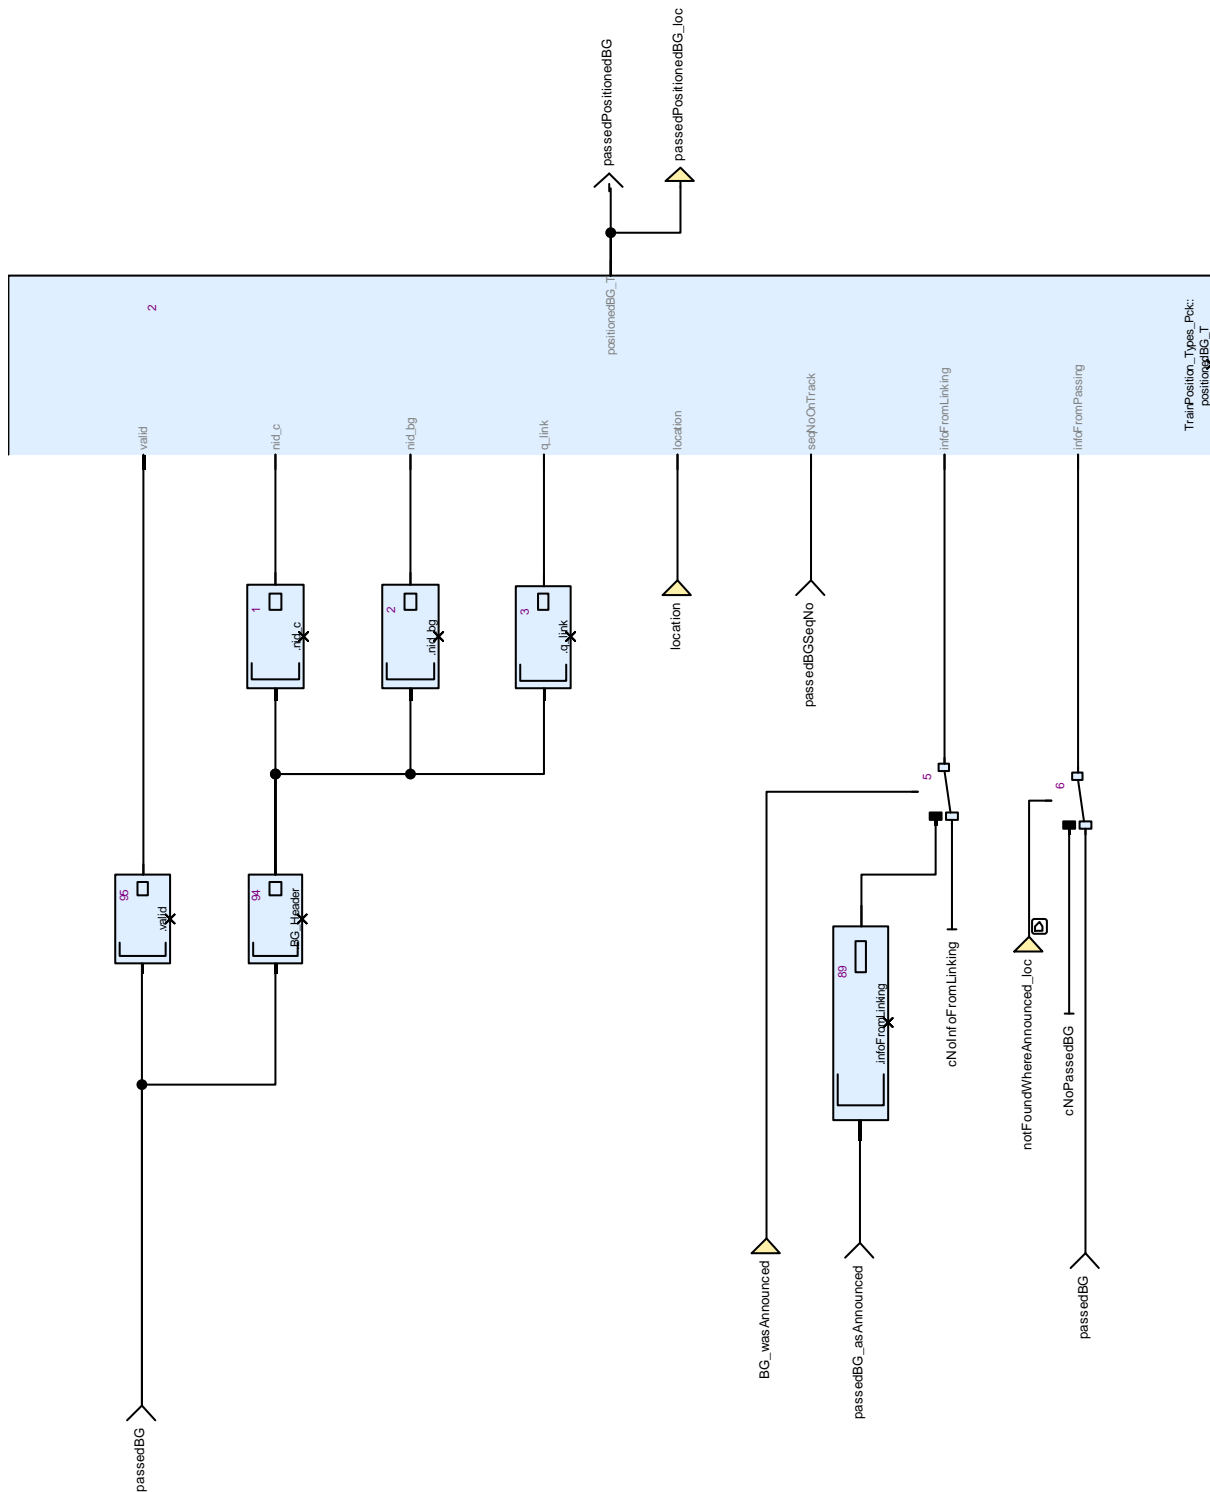 passedPositionedBG
passedPositionedBG_loc
2
positionedBG_T
TrainPosition_Types_Pck::
positionedBG_T
valid
nid_c
nid_bg
q_link
location
seqNoOnTrack
infoFromLinking
infoFromPassing
1
.nid_c
2
.nid_bg
3
.q_link
location
passedBGSeqNo
5
6
95
.valid
94
.BG_Header
89
.infoFromLinking
cNoInfoFromLinking
notFoundWhereAnnounced_loc
cNoPassedBG
BG_wasAnnounced
passedBG_asAnnounced
passedBG
passedBG